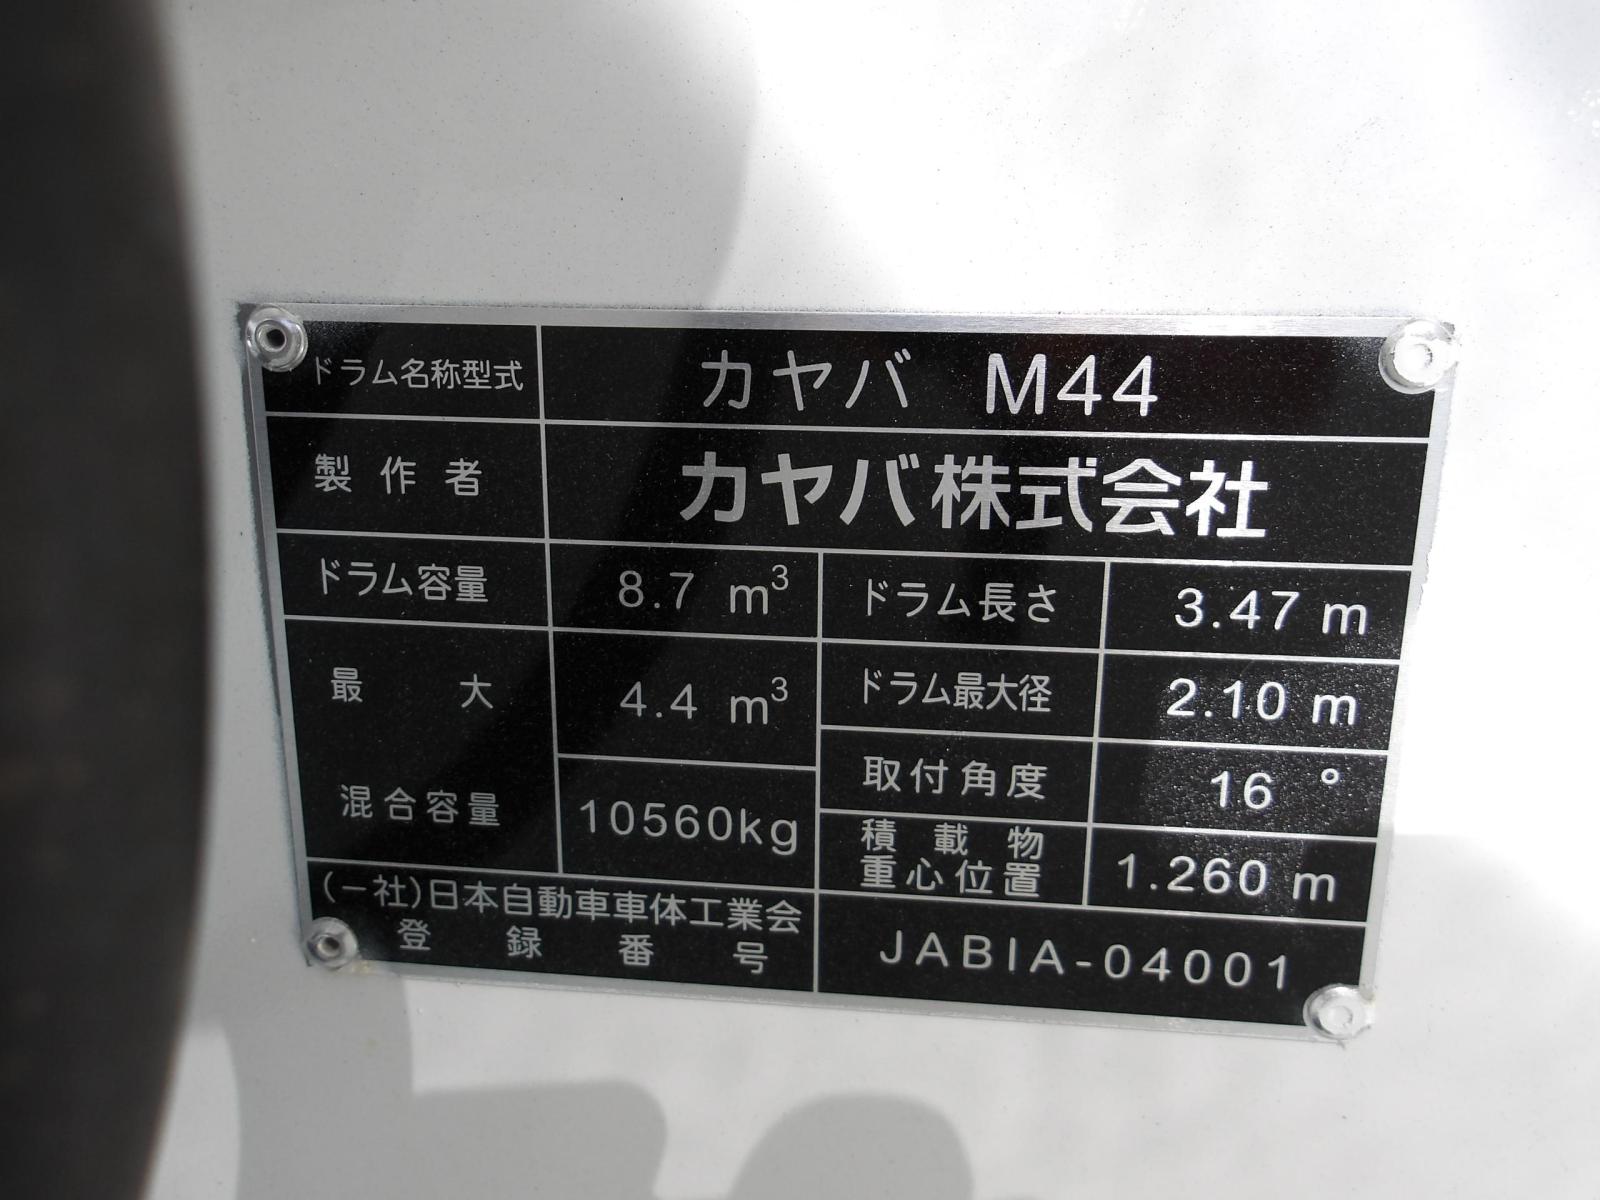 ドラム名称型式 カヤバ M44
製作者 カヤバ株式会社
ドラム容量 8.7 m³ ドラム長さ 3.47 m
最大 4.4 m³ ドラム最大径 2.10 m
混合容量 10560kg 取付角度 16°
積載物
重心位置 1.260 m
(一社)日本自動車車体工業会
登録番号 JABIA-04001